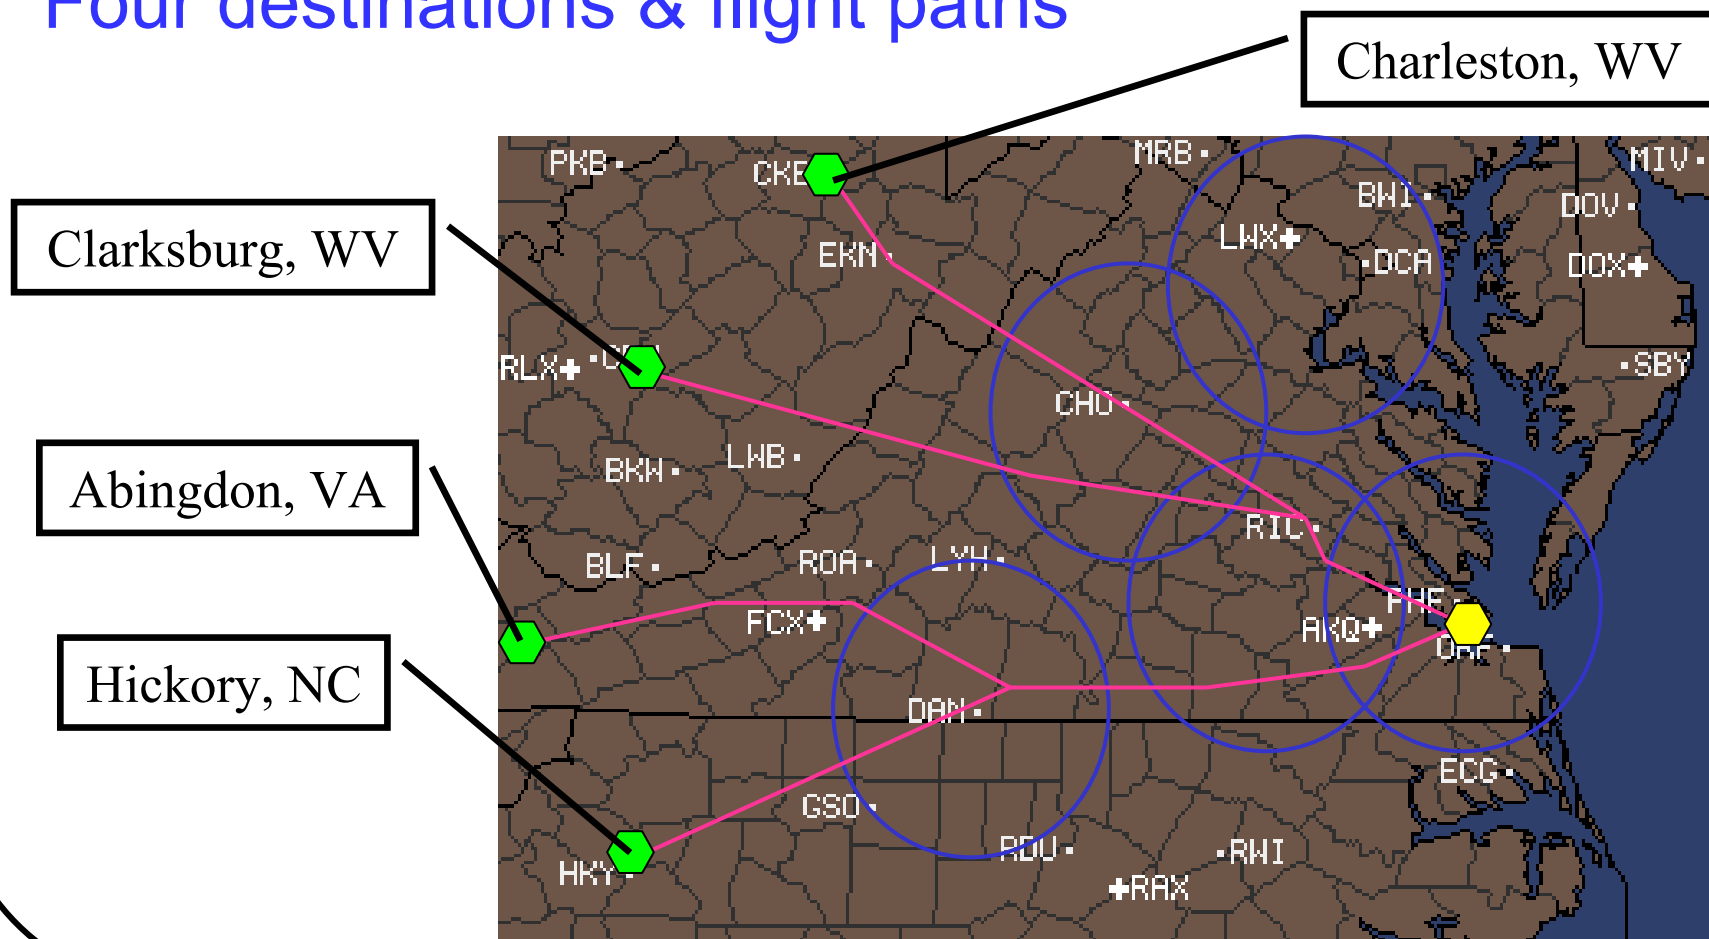 Four destinations & flight paths
Charleston, WV
Clarksburg, WV
Abingdon, VA
Hickory, NC
PKB
CKB
MRB
MIV
BWI
DOV
LWX
EKN
DCA
DOX
RLX
SBY
CHO
BKW
LWB
RIC
BLF
ROA
LYH
PHF
FCX
AKQ
ORF
DAN
ECG
GSO
RDU
RWI
HKY
RAX